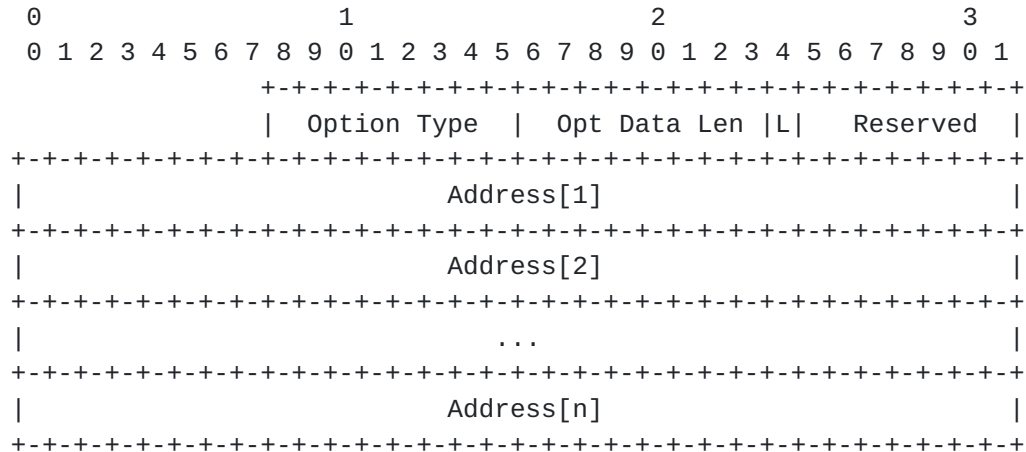 0                   1                   2                   3
 0 1 2 3 4 5 6 7 8 9 0 1 2 3 4 5 6 7 8 9 0 1 2 3 4 5 6 7 8 9 0 1
                +-+-+-+-+-+-+-+-+-+-+-+-+-+-+-+-+-+-+-+-+-+-+-+-+
                |  Option Type  |  Opt Data Len |L|   Reserved  |
+-+-+-+-+-+-+-+-+-+-+-+-+-+-+-+-+-+-+-+-+-+-+-+-+-+-+-+-+-+-+-+-+
|                           Address[1]                          |
+-+-+-+-+-+-+-+-+-+-+-+-+-+-+-+-+-+-+-+-+-+-+-+-+-+-+-+-+-+-+-+-+
|                           Address[2]                          |
+-+-+-+-+-+-+-+-+-+-+-+-+-+-+-+-+-+-+-+-+-+-+-+-+-+-+-+-+-+-+-+-+
|                              ...                              |
+-+-+-+-+-+-+-+-+-+-+-+-+-+-+-+-+-+-+-+-+-+-+-+-+-+-+-+-+-+-+-+-+
|                           Address[n]                          |
+-+-+-+-+-+-+-+-+-+-+-+-+-+-+-+-+-+-+-+-+-+-+-+-+-+-+-+-+-+-+-+-+